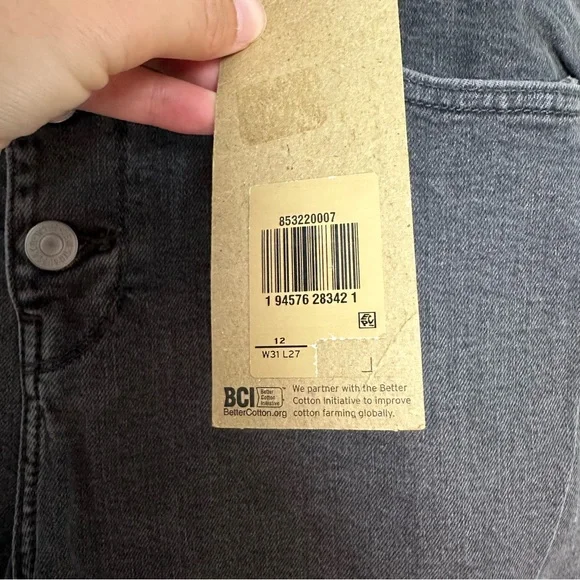 853220007
1 94576 28342 1
12
W31 L27
BCI Better Cotton Initiative™
BetterCotton.org
We partner with the Better
Cotton Initiative to improve
cotton farming globally.